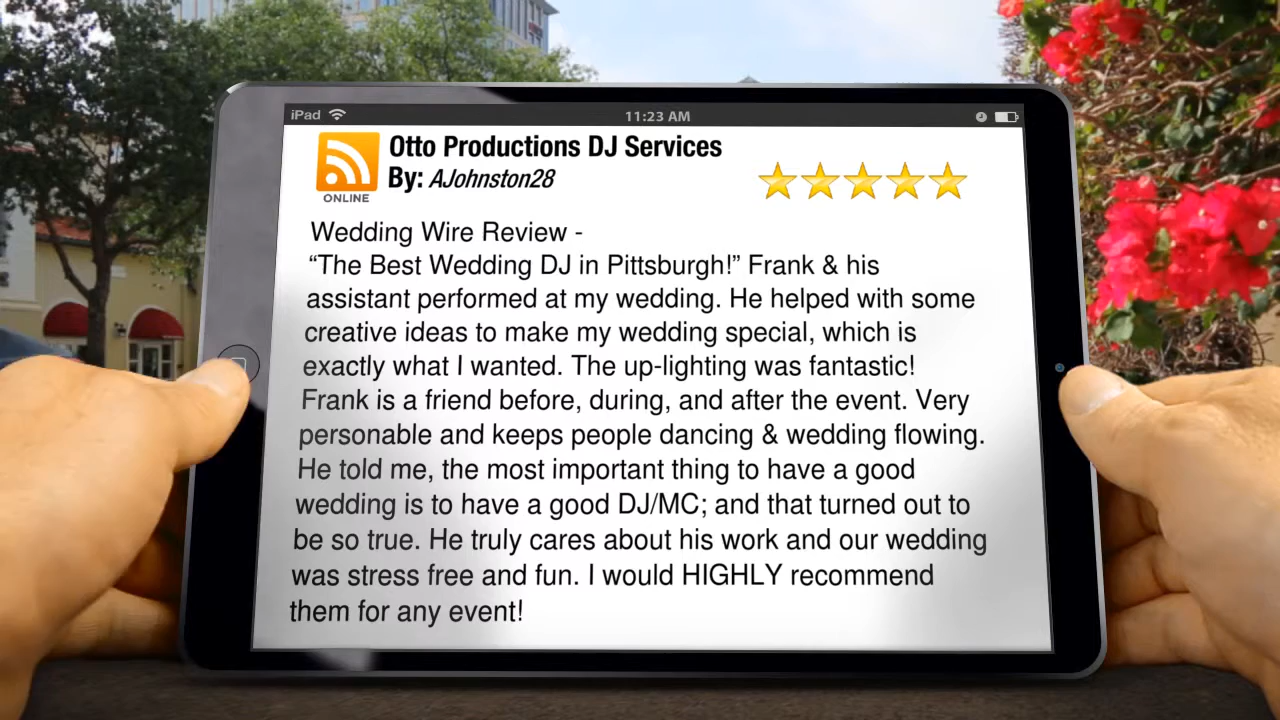 iPad 11:23 AM
Otto Productions DJ Services
By: AJohnston28
ONLINE
Wedding Wire Review -
“The Best Wedding DJ in Pittsburgh!” Frank & his
assistant performed at my wedding. He helped with some
creative ideas to make my wedding special, which is
exactly what I wanted. The up-lighting was fantastic!
Frank is a friend before, during, and after the event. Very
personable and keeps people dancing & wedding flowing.
He told me, the most important thing to have a good
wedding is to have a good DJ/MC; and that turned out to
be so true. He truly cares about his work and our wedding
was stress free and fun. I would HIGHLY recommend
them for any event!